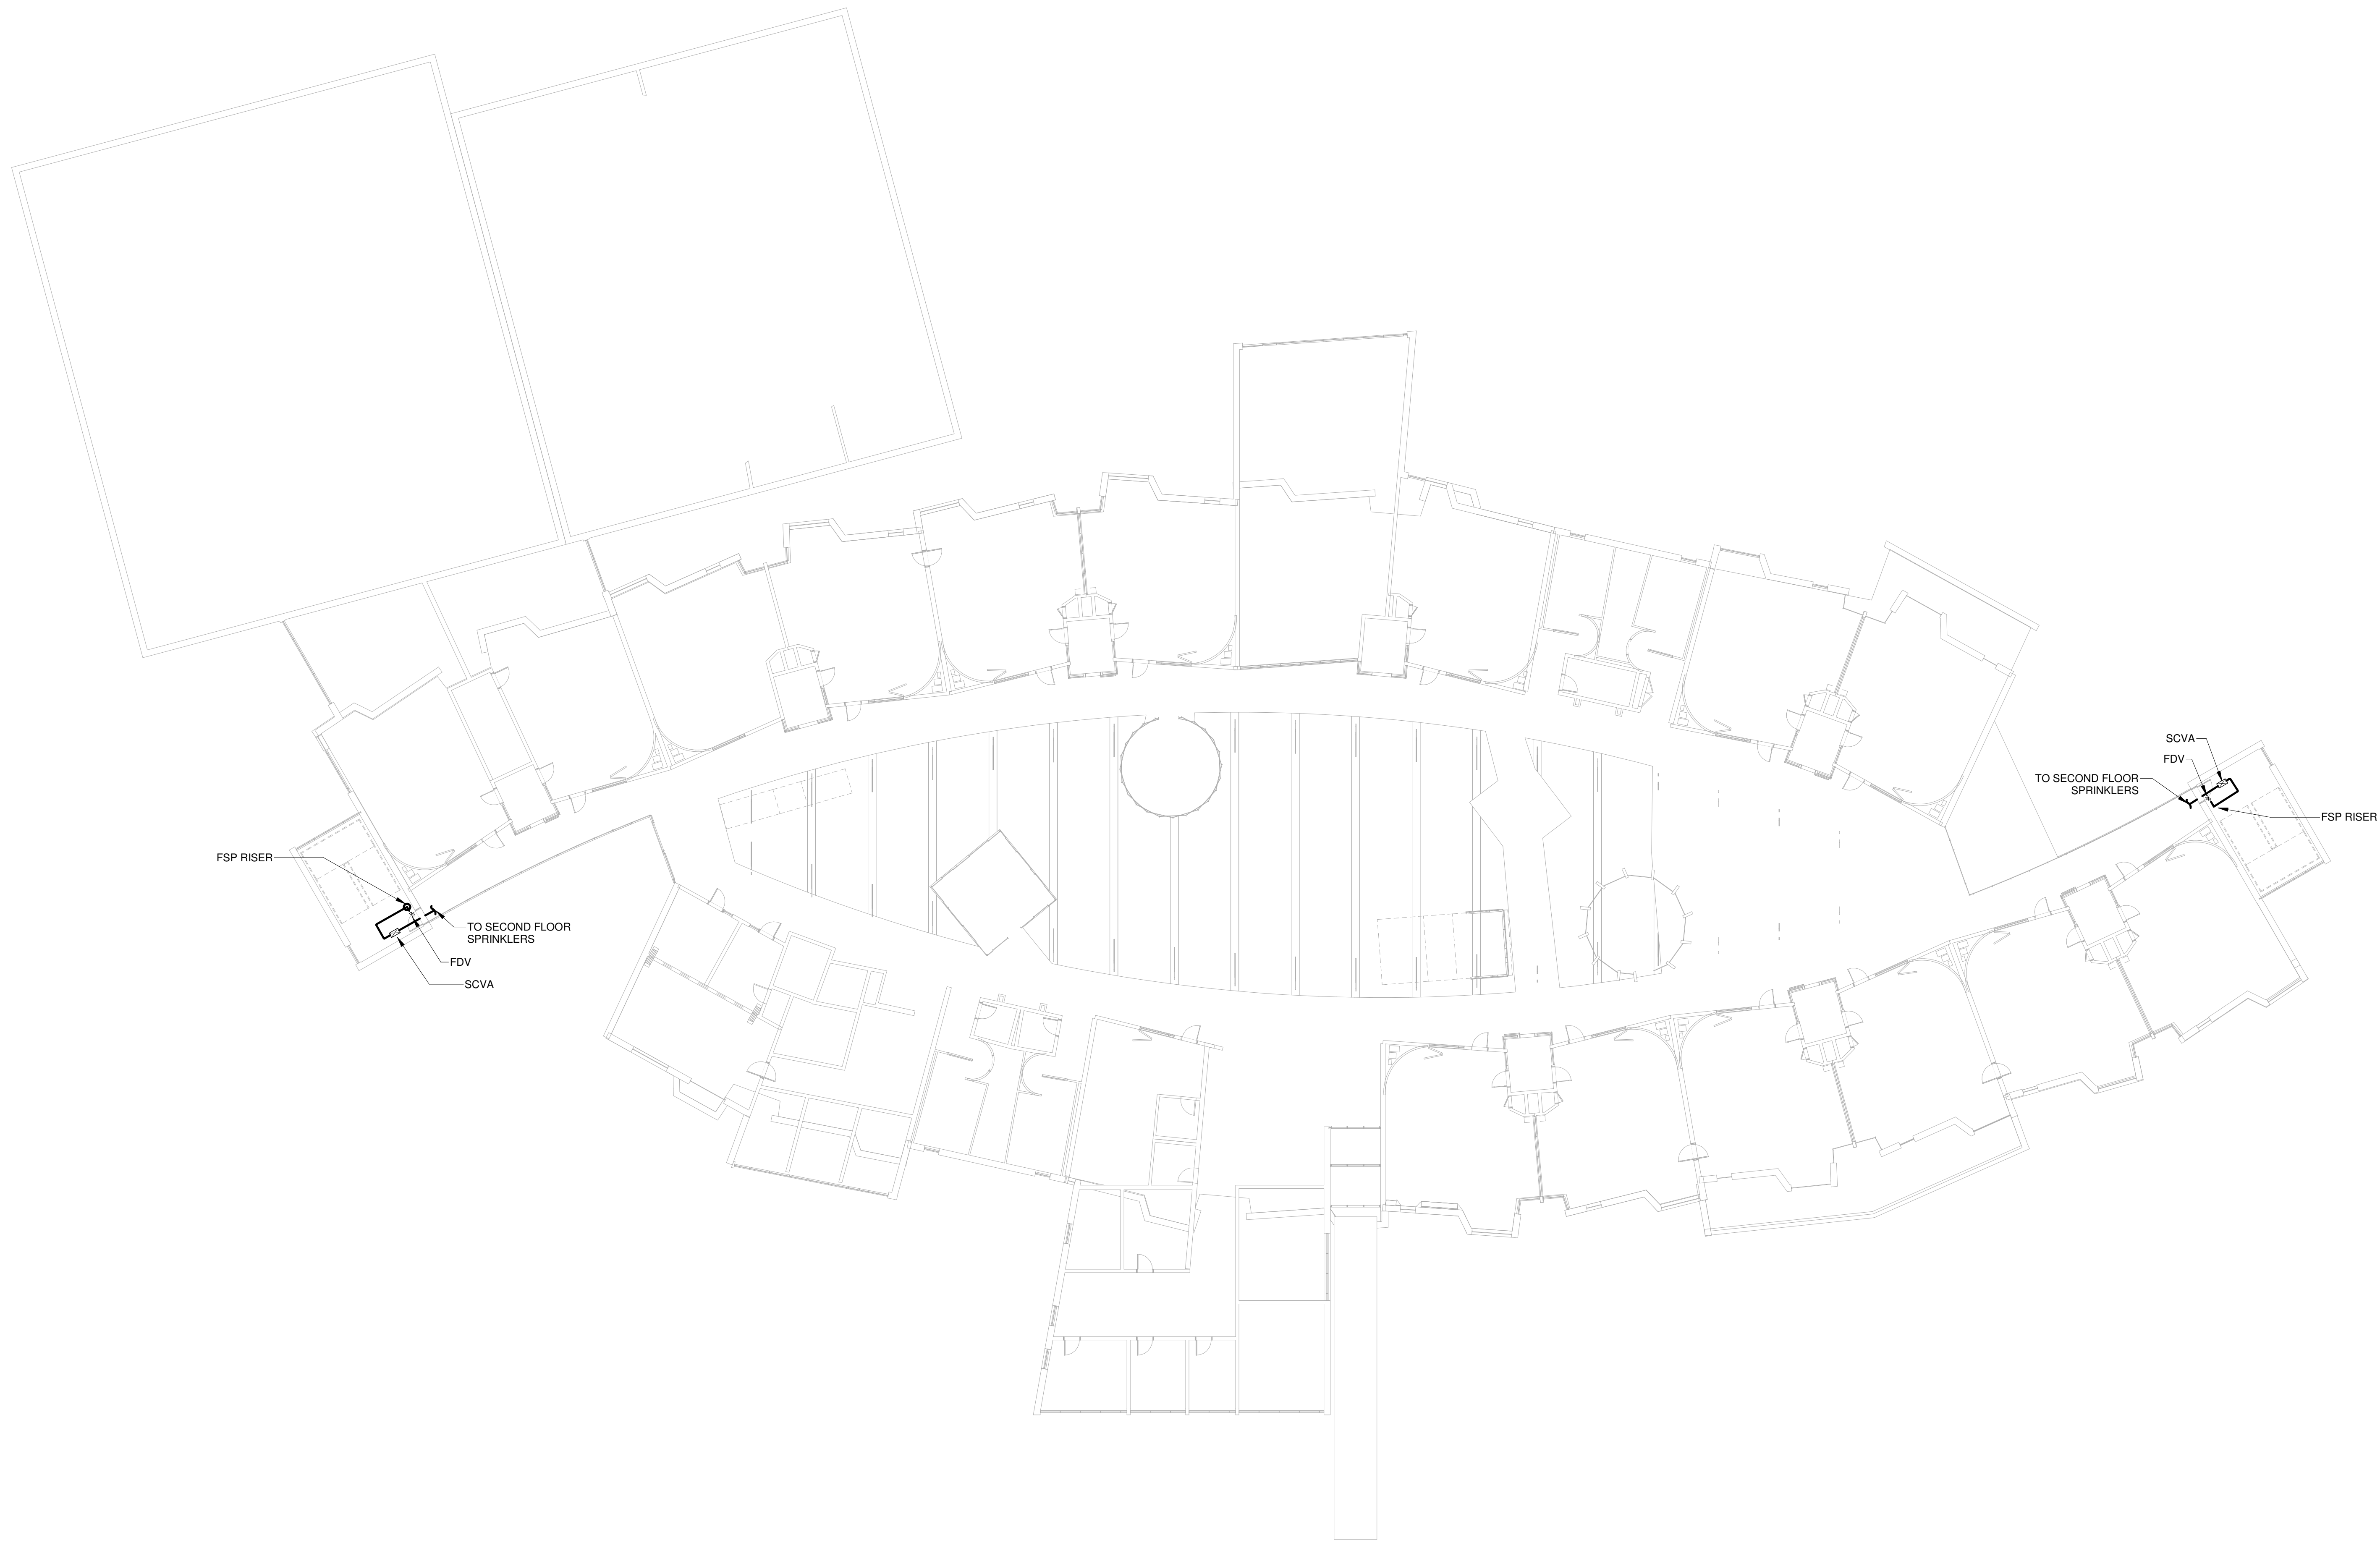 SCVA
FDV
TO SECOND FLOOR
SPRINKLERS
FSP RISER
FSP RISER
TO SECOND FLOOR
SPRINKLERS
FDV
SCVA